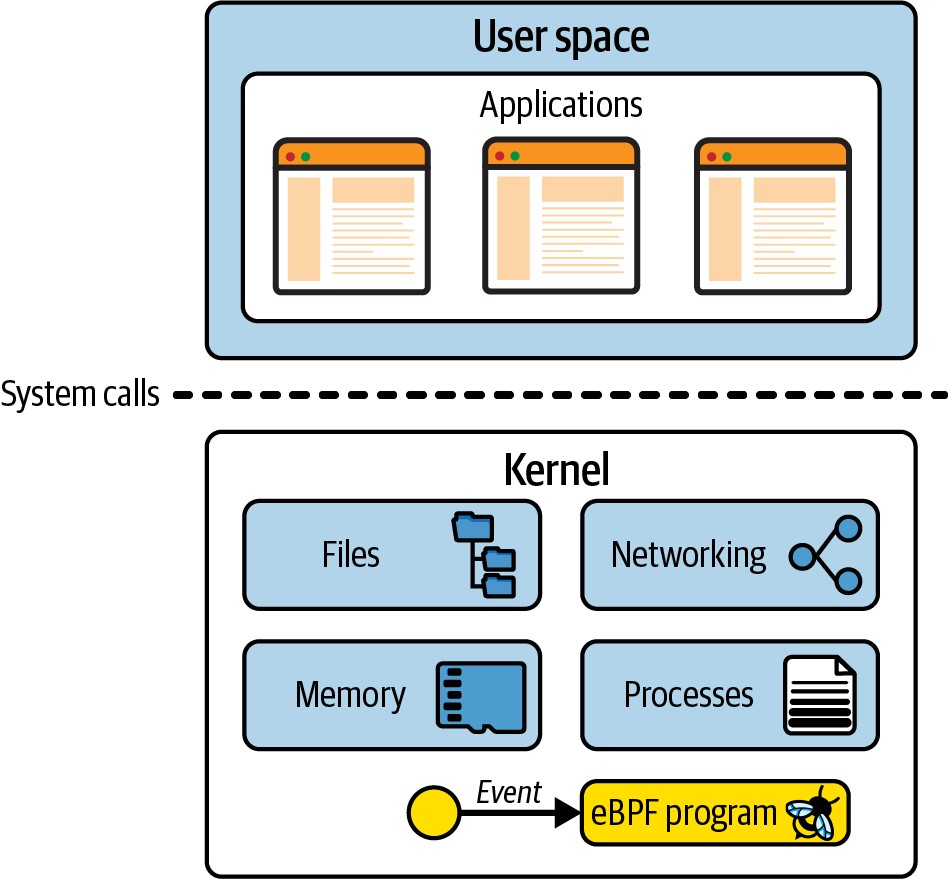 User space
Applications
System calls
Kernel
Files
Networking
Memory
Processes
Event
eBPF program